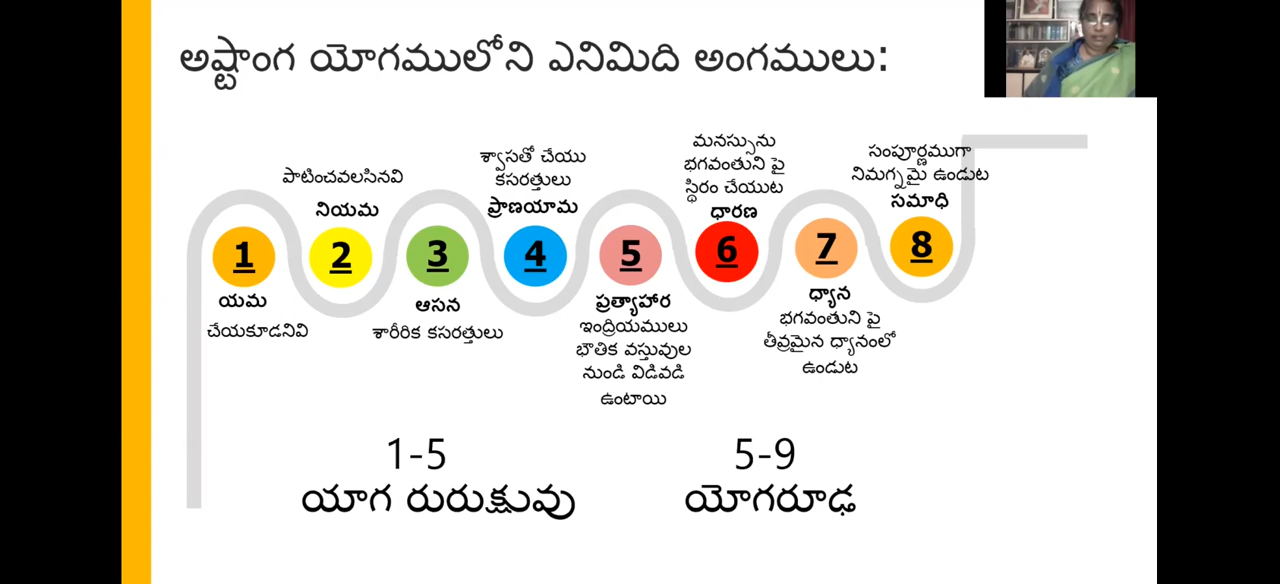 అష్టాంగ యోగములోని ఎనిమిది అంగములు:
1
యమ
చేయకూడనివి
పాటించవలసినవి
నియమ
2
3
ఆసన
శారీరిక కసరత్తులు
శ్వాసతో చేయు
కసరత్తులు
ప్రాణయామ
4
5
ప్రత్యాహార
ఇంద్రియములు
భౌతిక వస్తువుల
నుండి విడివడి
ఉంటాయి
మనస్సును
భగవంతుని పై
స్థిరం చేయుట
ధారణ
6
7
ధ్యాన
భగవంతుని పై
తీవ్రమైన ధ్యానంలో
ఉండుట
సంపూర్ణముగా
నిమగ్నమై ఉండుట
సమాధి
8
1-5
యాగ రురుక్షువు
5-9
యోగరూఢ